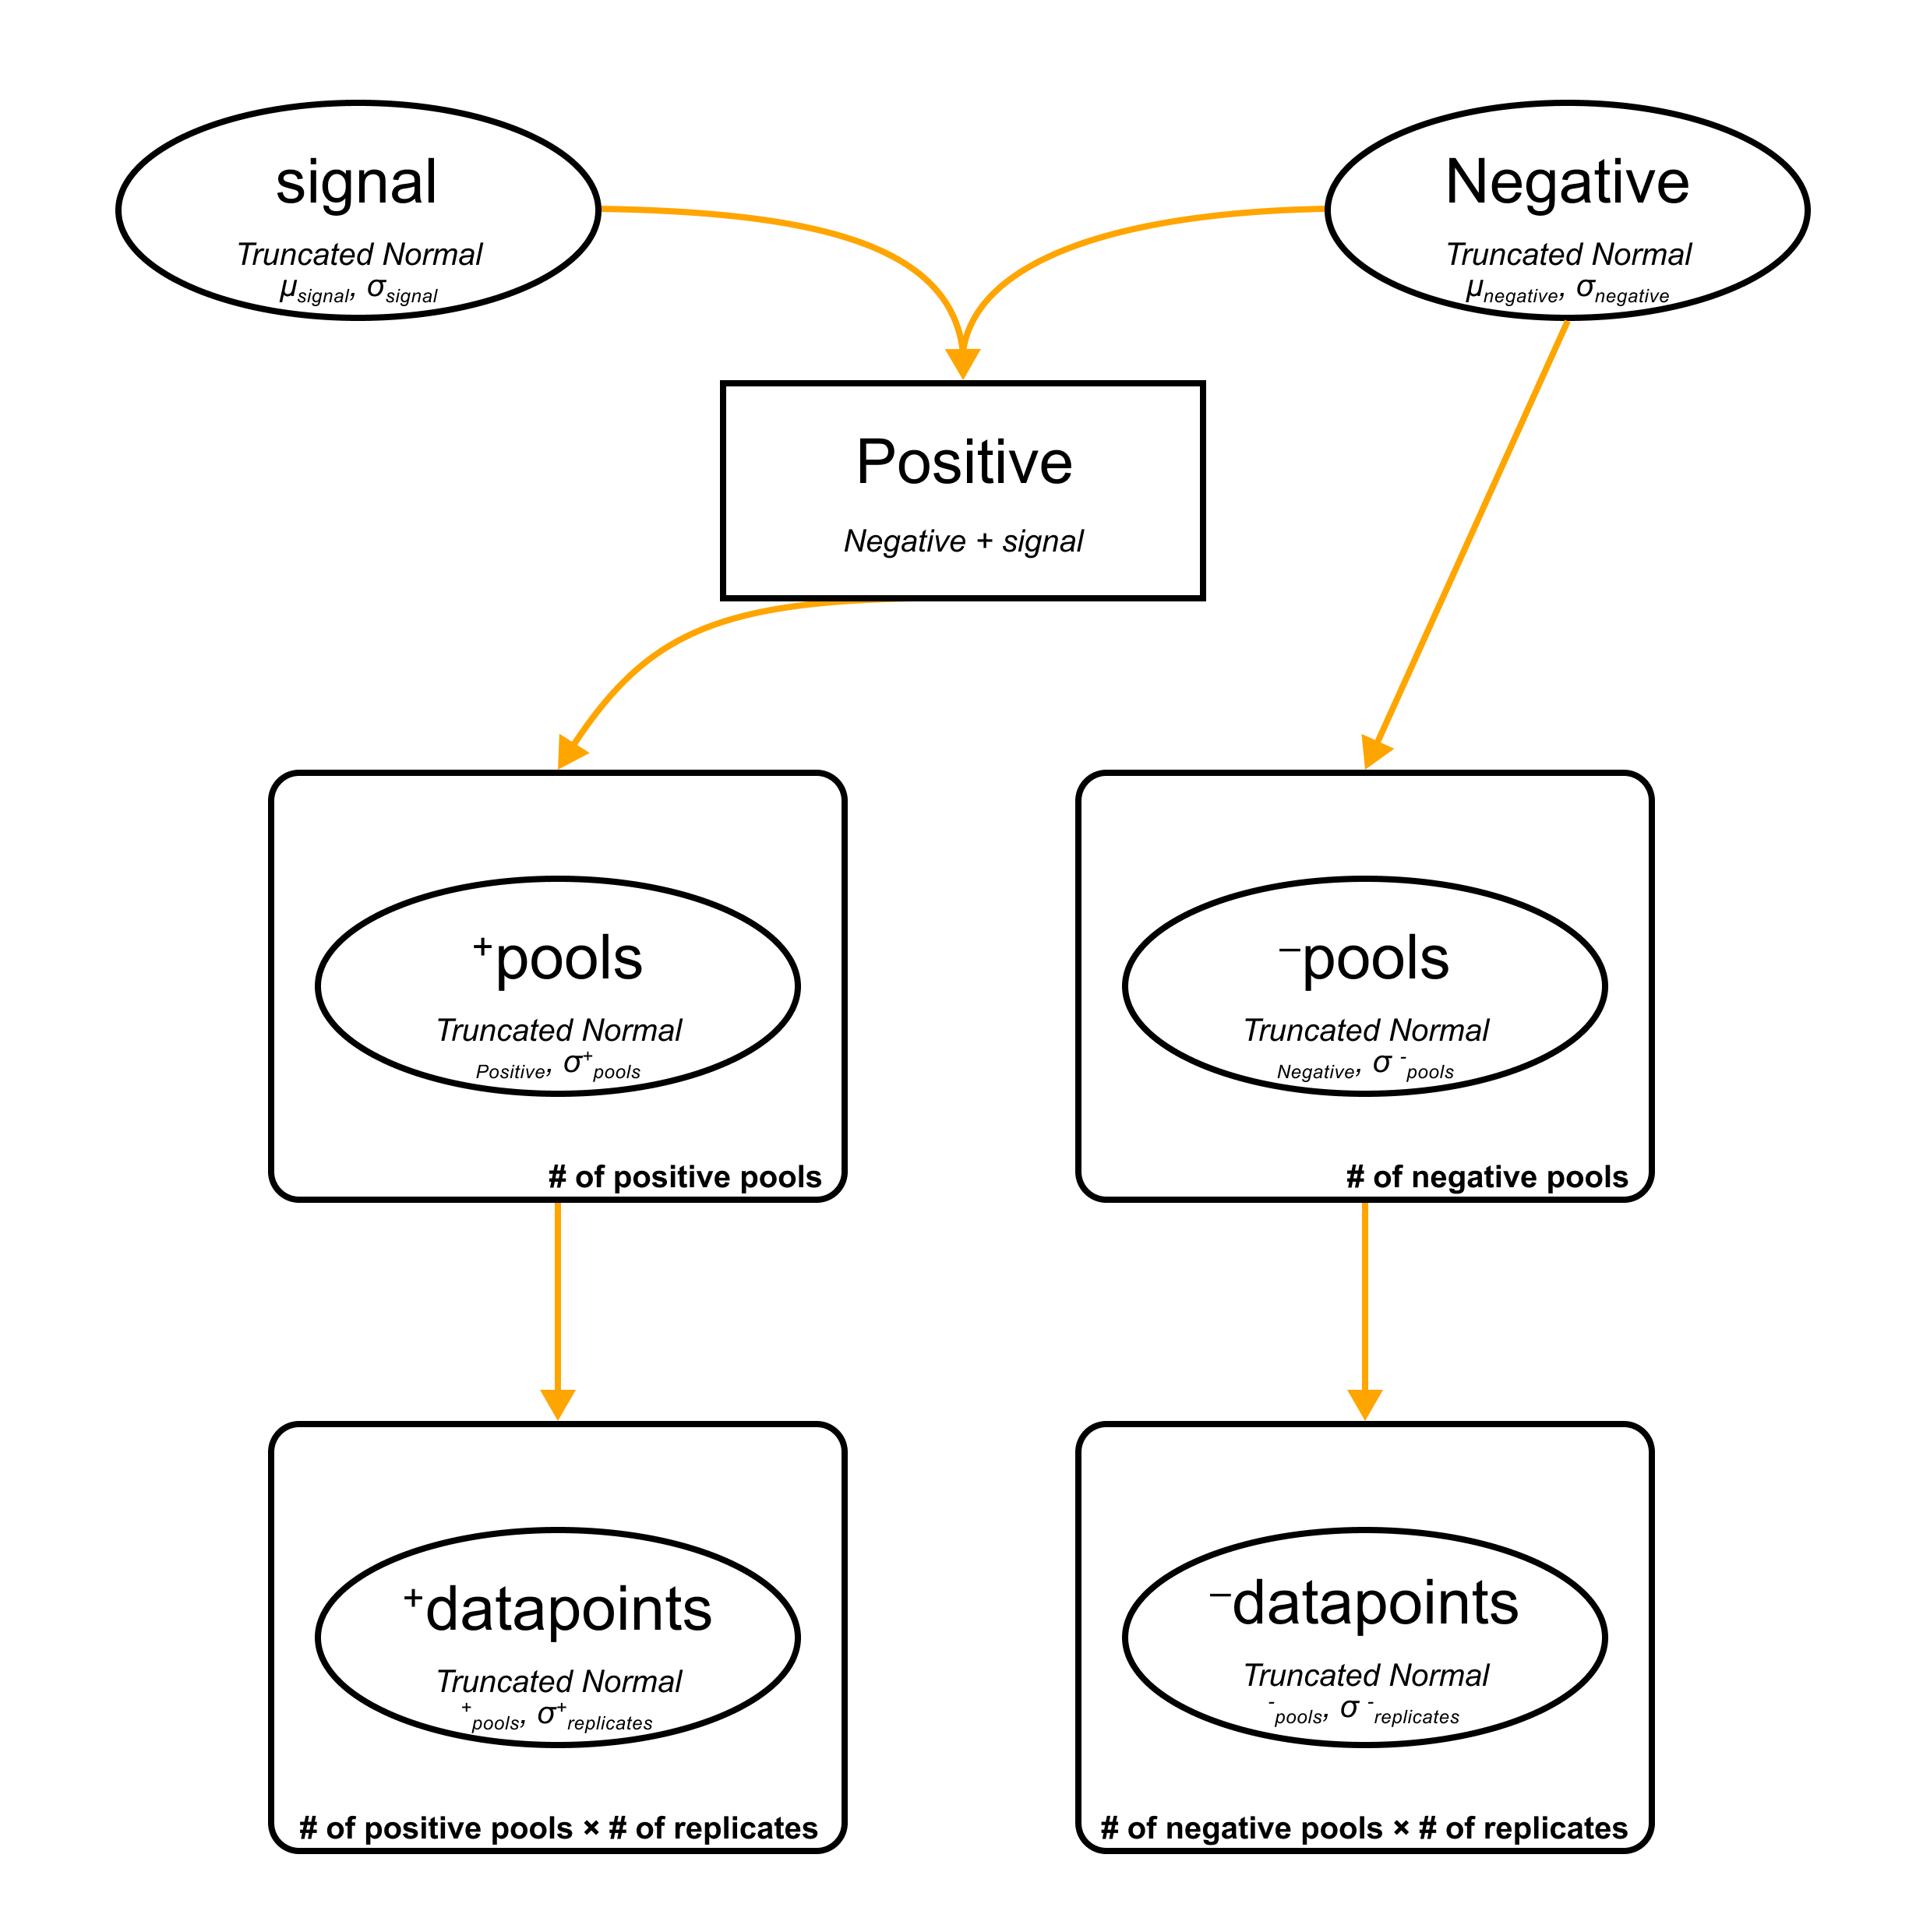 signal
Truncated Normal
μsignal, σsignal
Negative
Truncated Normal
μnegative, σnegative
Positive
Negative + signal
⁺pools
Truncated Normal
Positive, σ⁺pools
# of positive pools
⁻pools
Truncated Normal
Negative, σ⁻pools
# of negative pools
⁺datapoints
Truncated Normal
⁺pools, σ⁺replicates
# of positive pools × # of replicates
⁻datapoints
Truncated Normal
⁻pools, σ⁻replicates
# of negative pools × # of replicates